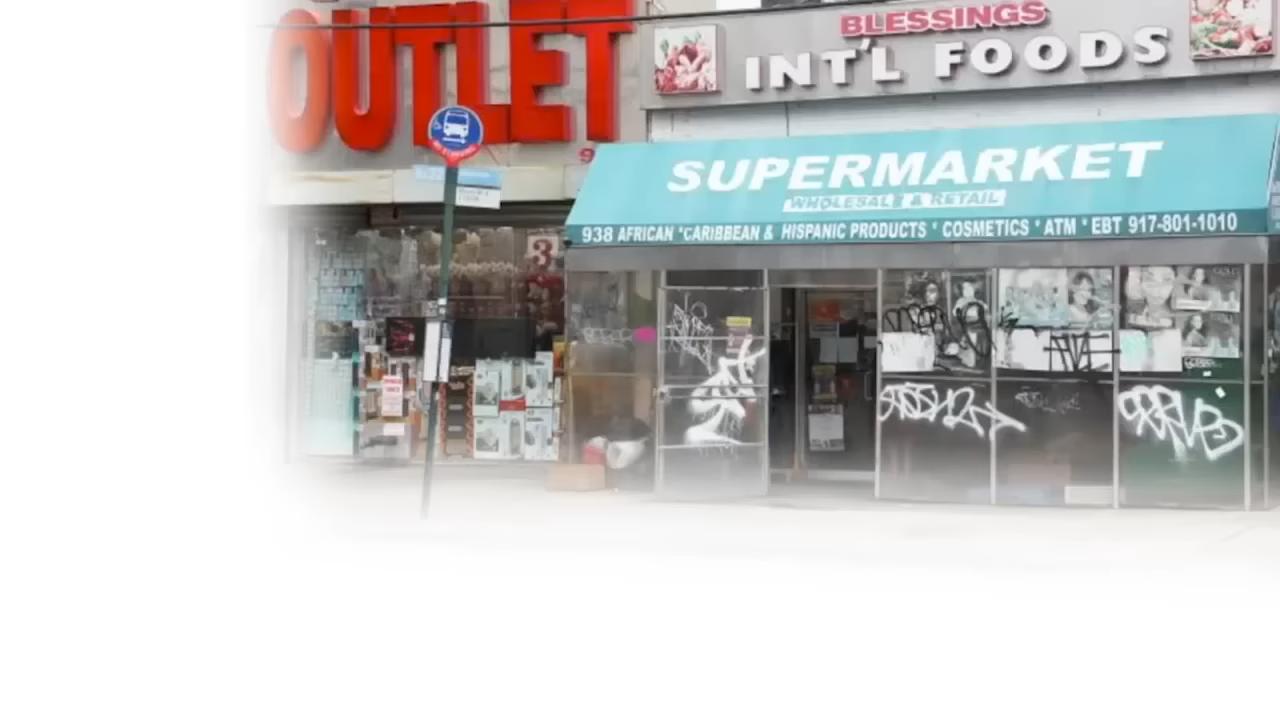 OUTLET
BLESSINGS
INT'L FOODS
SUPERMARKET
WHOLESALE & RETAIL
938 AFRICAN *CARIBBEAN & HISPANIC PRODUCTS * COSMETICS * ATM * EBT 917-801-1010
9
3